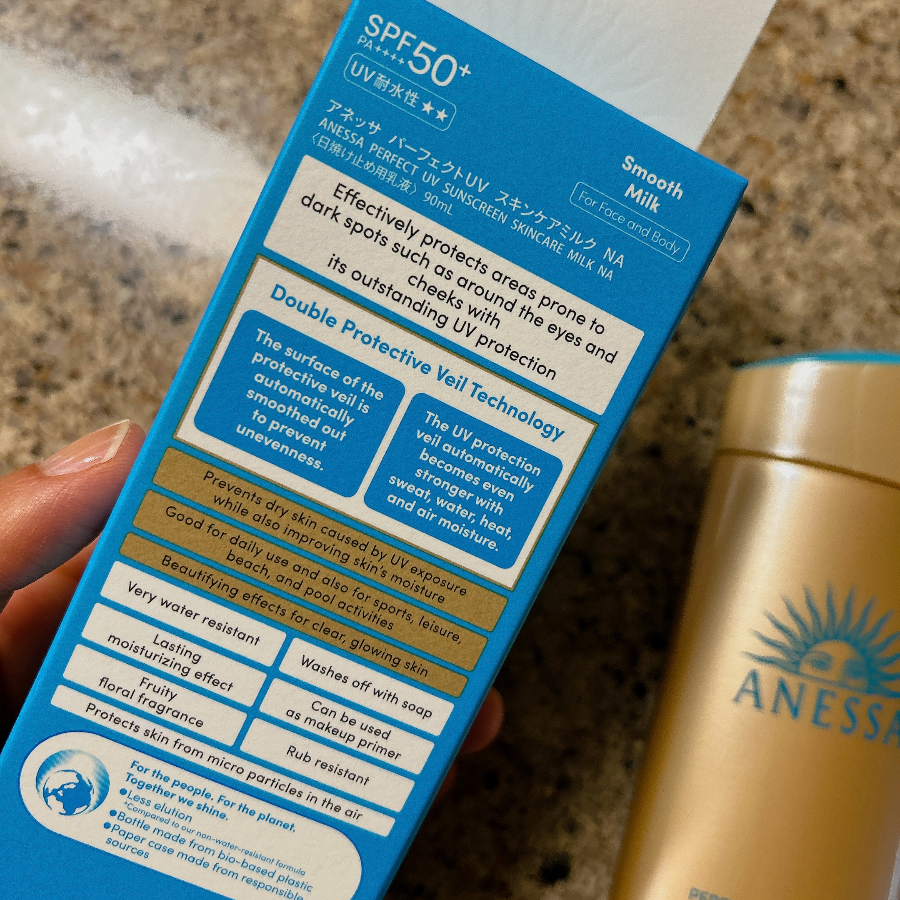 SPF50+
PA++++
UV耐水性★★
アネッサ パーフェクトUV スキンケアミルク NA
ANESSA PERFECT UV SUNSCREEN SKINCARE MILK NA
〈日焼け止め用乳液〉 90mL
Smooth
Milk
For Face and Body
Effectively protects areas prone to
dark spots such as around the eyes and
cheeks with
its outstanding UV protection
Double Protective Veil Technology
The surface of the
protective veil is
automatically
smoothed out
to prevent
unevenness.
The UV protection
veil automatically
becomes even
stronger with
sweat, water, heat,
and air moisture.
Prevents dry skin caused by UV exposure
while also improving skin's moisture
Good for daily use and also for sports, leisure,
beach, and pool activities
Beautifying effects for clear, glowing skin
Very water resistant
Washes off with soap
Lasting
moisturizing effect
Can be used
as makeup primer
Fruity
floral fragrance
Rub resistant
Protects skin from micro particles in the air
For the people. For the planet.
Together we shine.
●Less elution
*Compared to our non-water-resistant formula
●Bottle made from bio-based plastic
●Paper case made from responsible
sources
ANESSA